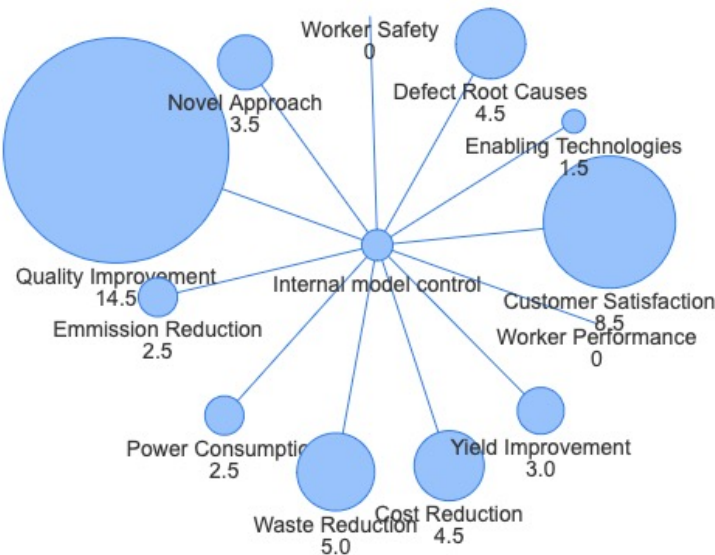 Worker Safety
0
Defect Root Causes
4.5
Novel Approach
3.5
Enabling Technologies
1.5
Quality Improvement
14.5
Internal model control
Customer Satisfaction
8.5
Emmission Reduction
2.5
Worker Performance
0
Power Consumptio
2.5
Yield Improvement
3.0
Waste Reduction
5.0
Cost Reduction
4.5